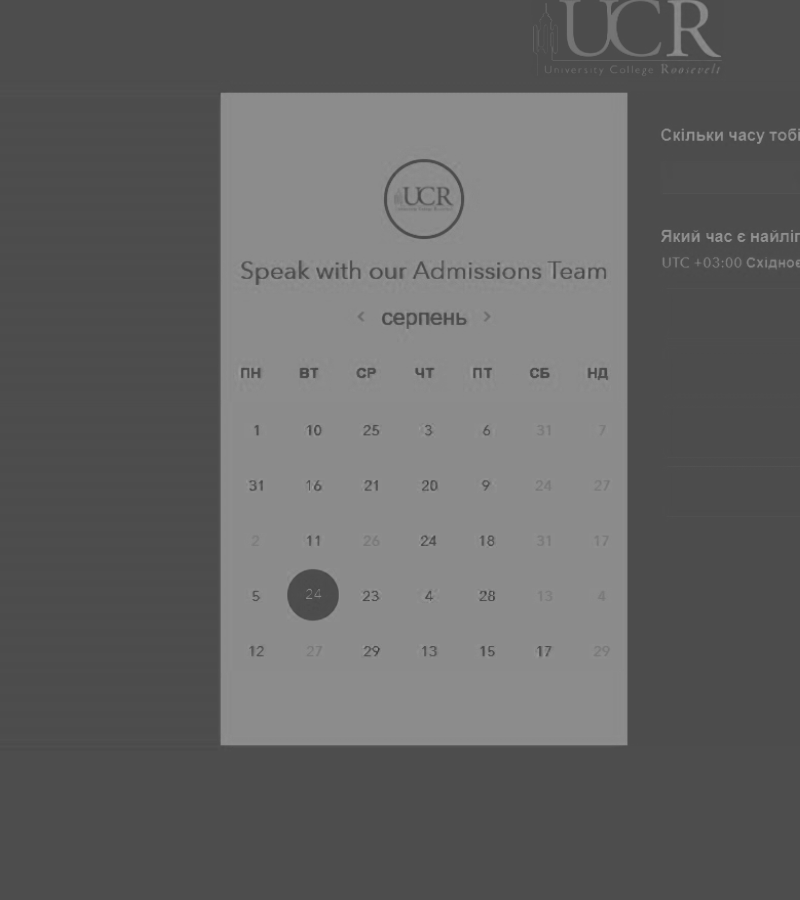 UCR
University College Roosevelt
UCR
Speak with our Admissions Team
< серпень >
ПН ВТ СР ЧТ ПТ СБ НД
1 10 25 3 6 31 7
31 16 21 20 9 24 27
2 11 26 24 18 31 17
5 24 23 4 28 13 4
12 27 29 13 15 17 29
Скільки часу тобі
Який час є найліп
UTC +03:00 Східноє